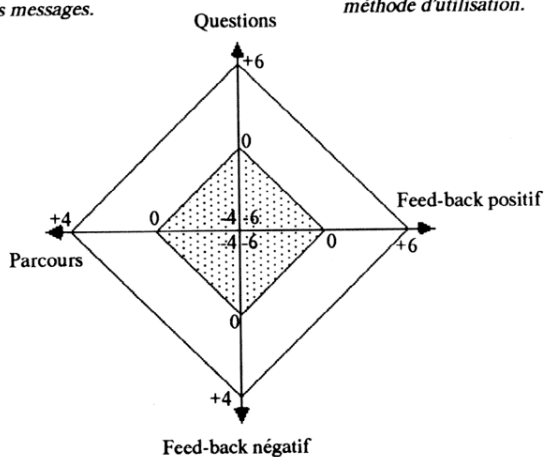 s messages.
méthode d'utilisation.
Questions
+6
0
Feed-back positif
+4
0
-4
-6
-4
-6
0
+6
Parcours
0
+4
Feed-back négatif